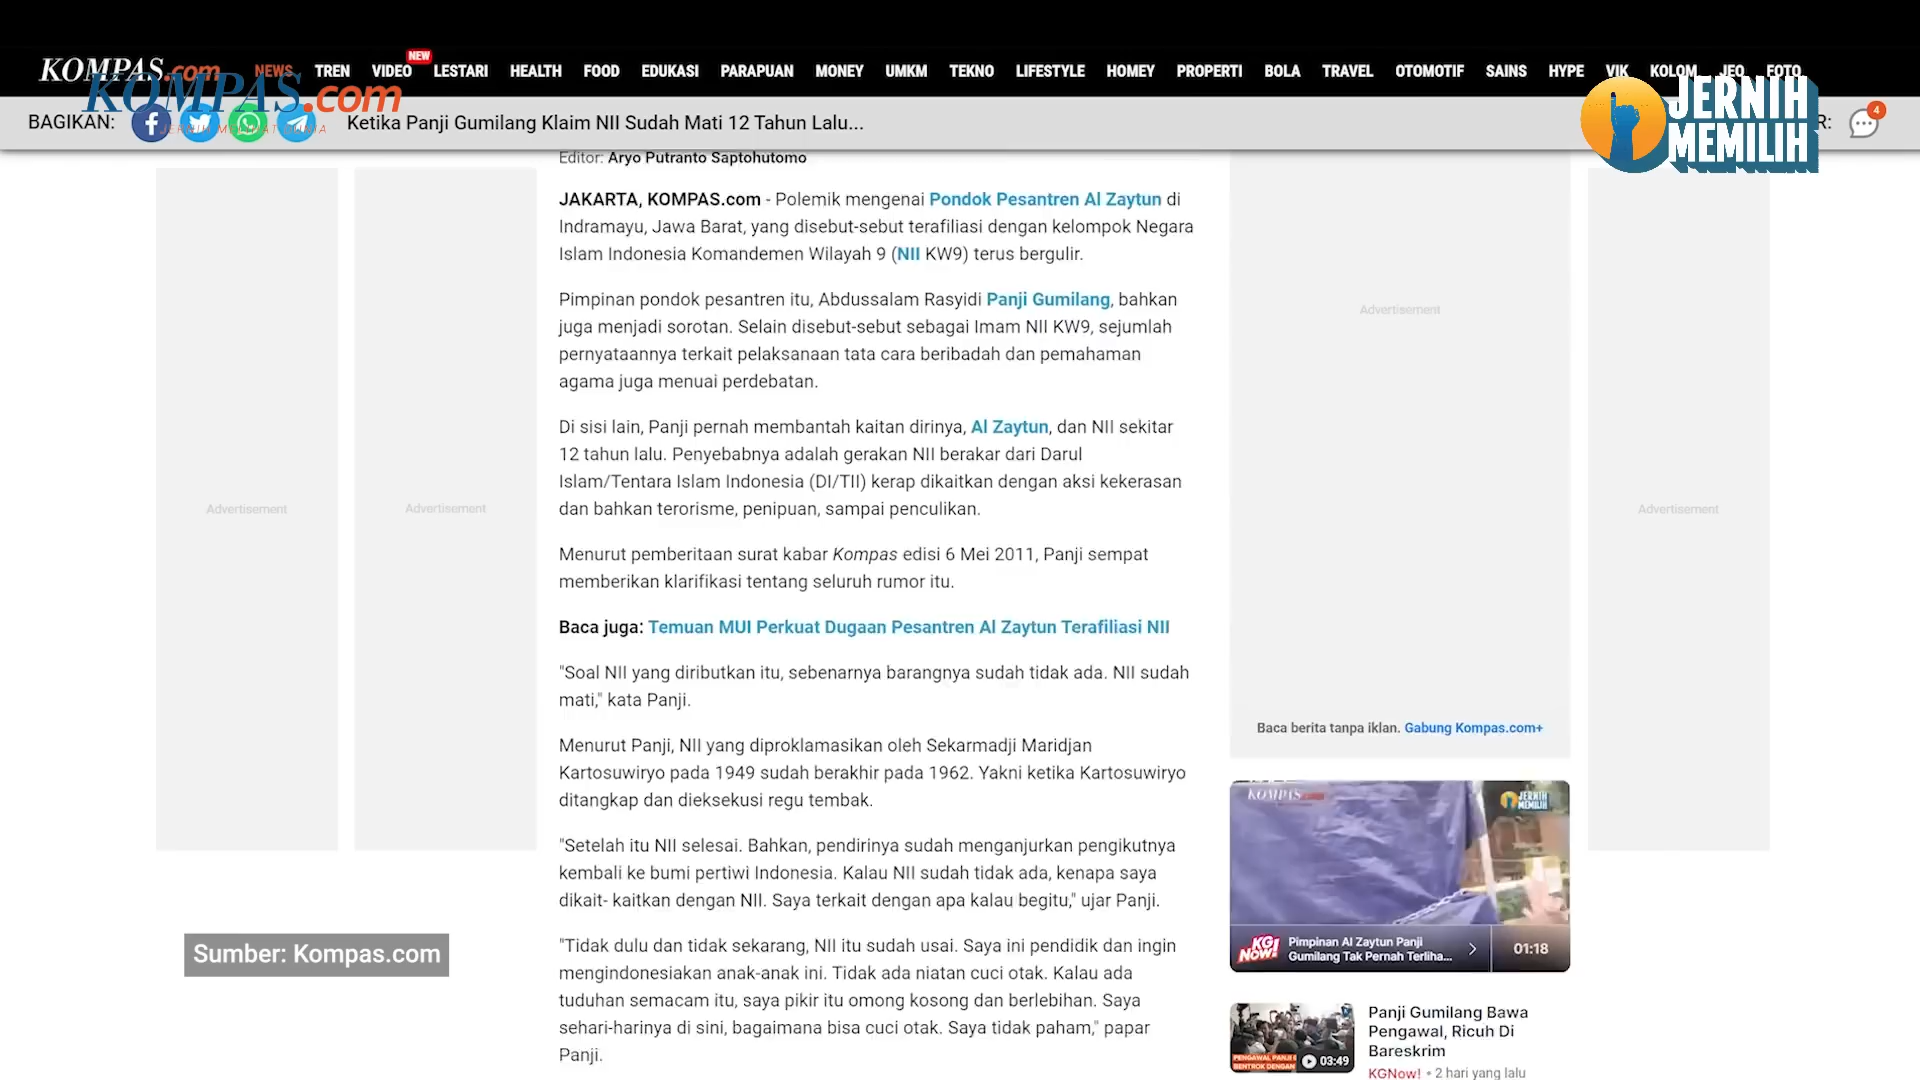 KOMPAS.com NEWS TREN VIDEO NEW LESTARI HEALTH FOOD EDUKASI PARAPUAN MONEY UMKM TEKNO LIFESTYLE HOMEY PROPERTI BOLA TRAVEL OTOMOTIF SAINS HYPE VIK KOLOM JEO FOTO
KOMPAS.com
JERNIH MELIHAT DUNIA
JERNIH
MEMILIH
BAGIKAN: Ketika Panji Gumilang Klaim NII Sudah Mati 12 Tahun Lalu... R: 4
Editor: Aryo Putranto Saptohutomo
JAKARTA, KOMPAS.com - Polemik mengenai Pondok Pesantren Al Zaytun di
Indramayu, Jawa Barat, yang disebut-sebut terafiliasi dengan kelompok Negara
Islam Indonesia Komandemen Wilayah 9 (NII KW9) terus bergulir.
Pimpinan pondok pesantren itu, Abdussalam Rasyidi Panji Gumilang, bahkan
juga menjadi sorotan. Selain disebut-sebut sebagai Imam NII KW9, sejumlah
pernyataannya terkait pelaksanaan tata cara beribadah dan pemahaman
agama juga menuai perdebatan.
Di sisi lain, Panji pernah membantah kaitan dirinya, Al Zaytun, dan NII sekitar
12 tahun lalu. Penyebabnya adalah gerakan NII berakar dari Darul
Islam/Tentara Islam Indonesia (DI/TII) kerap dikaitkan dengan aksi kekerasan
dan bahkan terorisme, penipuan, sampai penculikan.
Menurut pemberitaan surat kabar Kompas edisi 6 Mei 2011, Panji sempat
memberikan klarifikasi tentang seluruh rumor itu.
Baca juga: Temuan MUI Perkuat Dugaan Pesantren Al Zaytun Terafiliasi NII
"Soal NII yang diributkan itu, sebenarnya barangnya sudah tidak ada. NII sudah
mati," kata Panji.
Menurut Panji, NII yang diproklamasikan oleh Sekarmadji Maridjan
Kartosuwiryo pada 1949 sudah berakhir pada 1962. Yakni ketika Kartosuwiryo
ditangkap dan dieksekusi regu tembak.
"Setelah itu NII selesai. Bahkan, pendirinya sudah menganjurkan pengikutnya
kembali ke bumi pertiwi Indonesia. Kalau NII sudah tidak ada, kenapa saya
dikait- kaitkan dengan NII. Saya terkait dengan apa kalau begitu," ujar Panji.
"Tidak dulu dan tidak sekarang, NII itu sudah usai. Saya ini pendidik dan ingin
mengindonesiakan anak-anak ini. Tidak ada niatan cuci otak. Kalau ada
tuduhan semacam itu, saya pikir itu omong kosong dan berlebihan. Saya
sehari-harinya di sini, bagaimana bisa cuci otak. Saya tidak paham," papar
Panji.
Advertisement
Advertisement
Advertisement
Advertisement
Sumber: Kompas.com
Baca berita tanpa iklan. Gabung Kompas.com+
KOMPAS
JERNIH
MEMILIH
KG
NOW!
Pimpinan Al Zaytun Panji
Gumilang Tak Pernah Terliha...
01:18
Panji Gumilang Bawa
Pengawal, Ricuh Di
Bareskrim
KGNow! • 2 hari yang lalu
BENTROK DENGAN
03:49